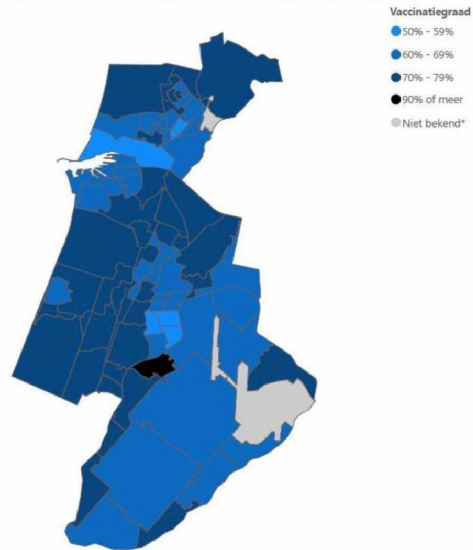 Vaccinatiegraad
50% - 59%
60% - 69%
70% - 79%
90% of meer
Niet bekend*